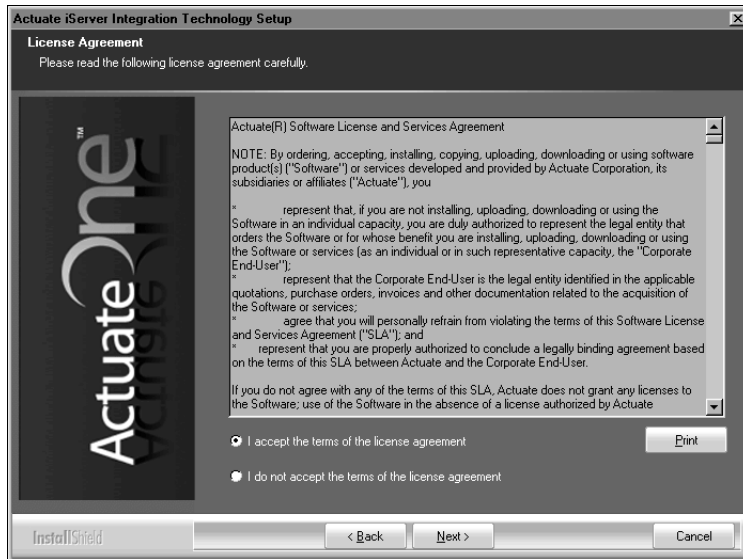 Actuate iServer Integration Technology Setup
License Agreement
Please read the following license agreement carefully.
ActuateOne™
Actuate(R) Software License and Services Agreement
NOTE: By ordering, accepting, installing, copying, uploading, downloading or using software
product(s) ("Software") or services developed and provided by Actuate Corporation, its
subsidiaries or affiliates ("Actuate"), you
* represent that, if you are not installing, uploading, downloading or using the
Software in an individual capacity, you are duly authorized to represent the legal entity that
orders the Software or for whose benefit you are installing, uploading, downloading or using
the Software or services (as an individual or in such representative capacity, the "Corporate
End-User");
* represent that the Corporate End-User is the legal entity identified in the applicable
quotations, purchase orders, invoices and other documentation related to the acquisition of
the Software or services;
* agree that you will personally refrain from violating the terms of this Software License
and Services Agreement ("SLA"); and
* represent that you are properly authorized to conclude a legally binding agreement based
on the terms of this SLA between Actuate and the Corporate End-User.
If you do not agree with any of the terms of this SLA, Actuate does not grant any licenses to
the Software; use of the Software in the absence of a license authorized by Actuate
I accept the terms of the license agreement
Print
I do not accept the terms of the license agreement
InstallShield
< Back
Next >
Cancel